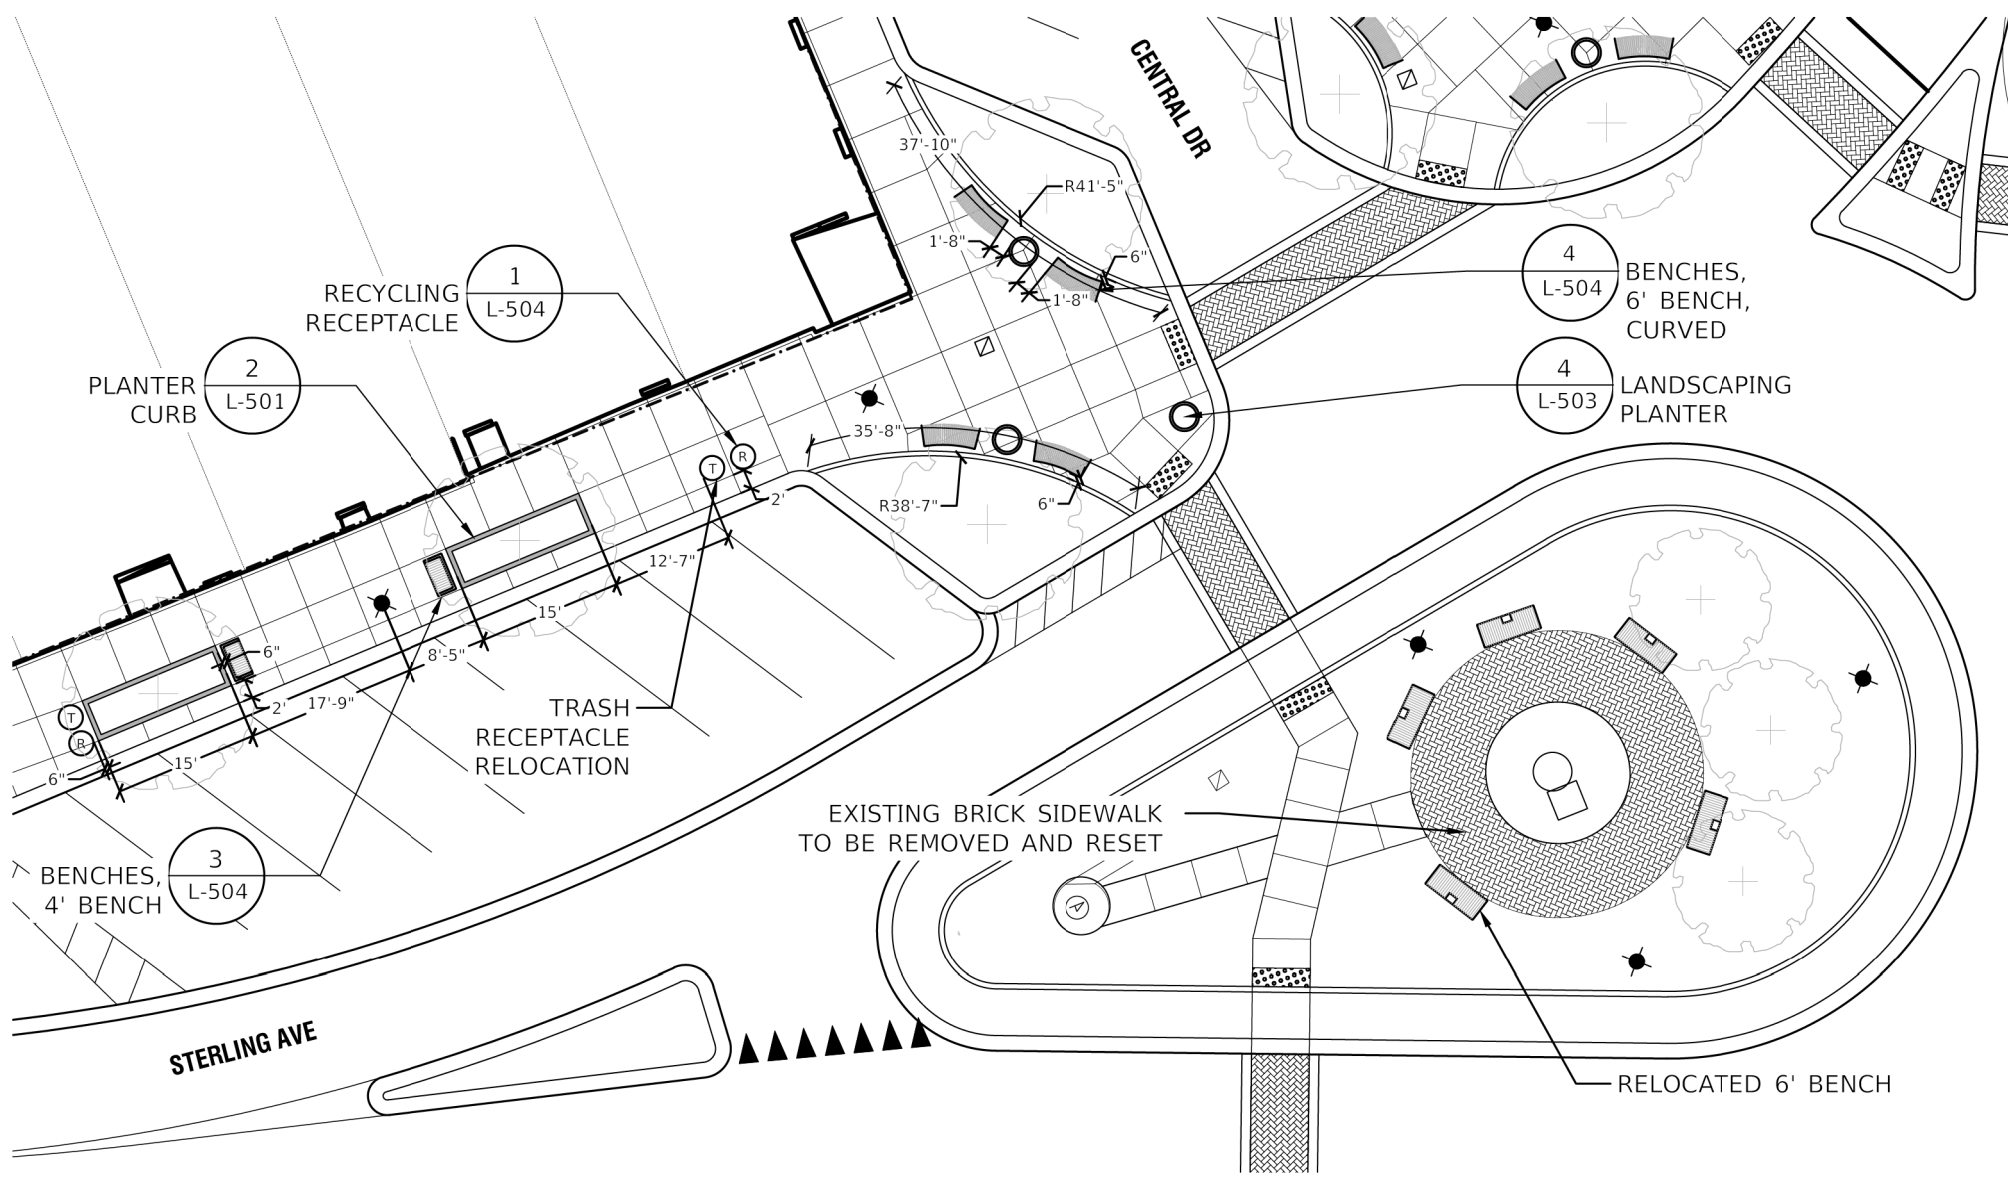 CENTRAL DR
37'-10"
R41'-5"
1'-8"
6"
1'-8"
4
L-504
BENCHES,
6' BENCH,
CURVED
1
L-504
RECYCLING
RECEPTACLE
2
L-501
PLANTER
CURB
4
L-503
LANDSCAPING
PLANTER
35'-8"
R38'-7"
6"
T
R
2'
12'-7"
15'
8'-5"
17'-9"
2'
6"
15'
6"
T
R
TRASH
RECEPTACLE
RELOCATION
3
L-504
BENCHES,
4' BENCH
EXISTING BRICK SIDEWALK
TO BE REMOVED AND RESET
STERLING AVE
RELOCATED 6' BENCH